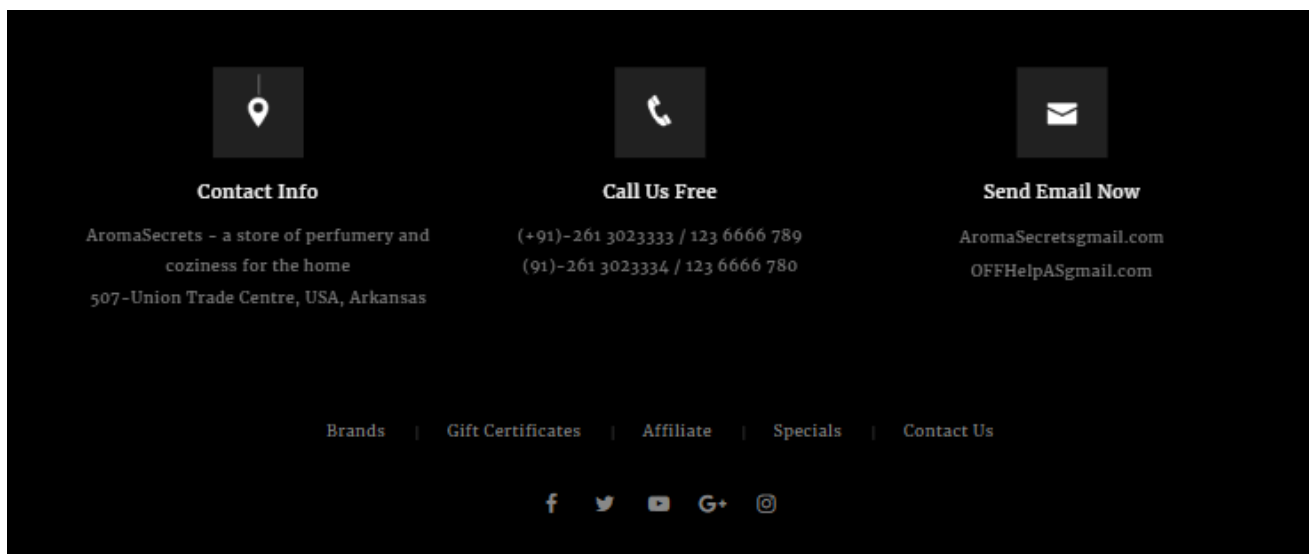 Contact Info
AromaSecrets - a store of perfumery and
coziness for the home
507-Union Trade Centre, USA, Arkansas
Call Us Free
(+91)-261 3023333 / 123 6666 789
(91)-261 3023334 / 123 6666 780
Send Email Now
AromaSecretsgmail.com
OFFHelpASgmail.com
Brands | Gift Certificates | Affiliate | Specials | Contact Us